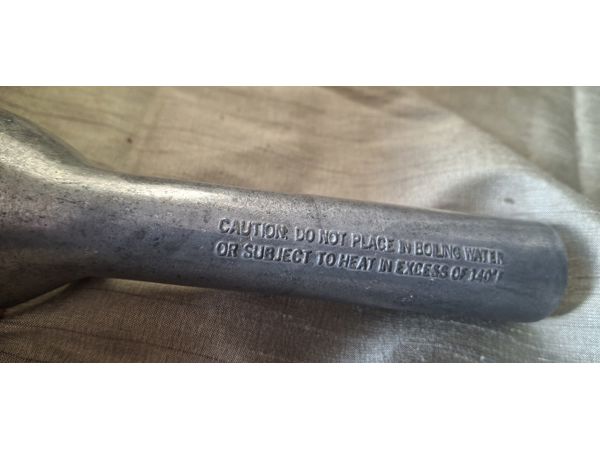 CAUTION: DO NOT PLACE IN BOILING WATER
OR SUBJECT TO HEAT IN EXCESS OF 140°F